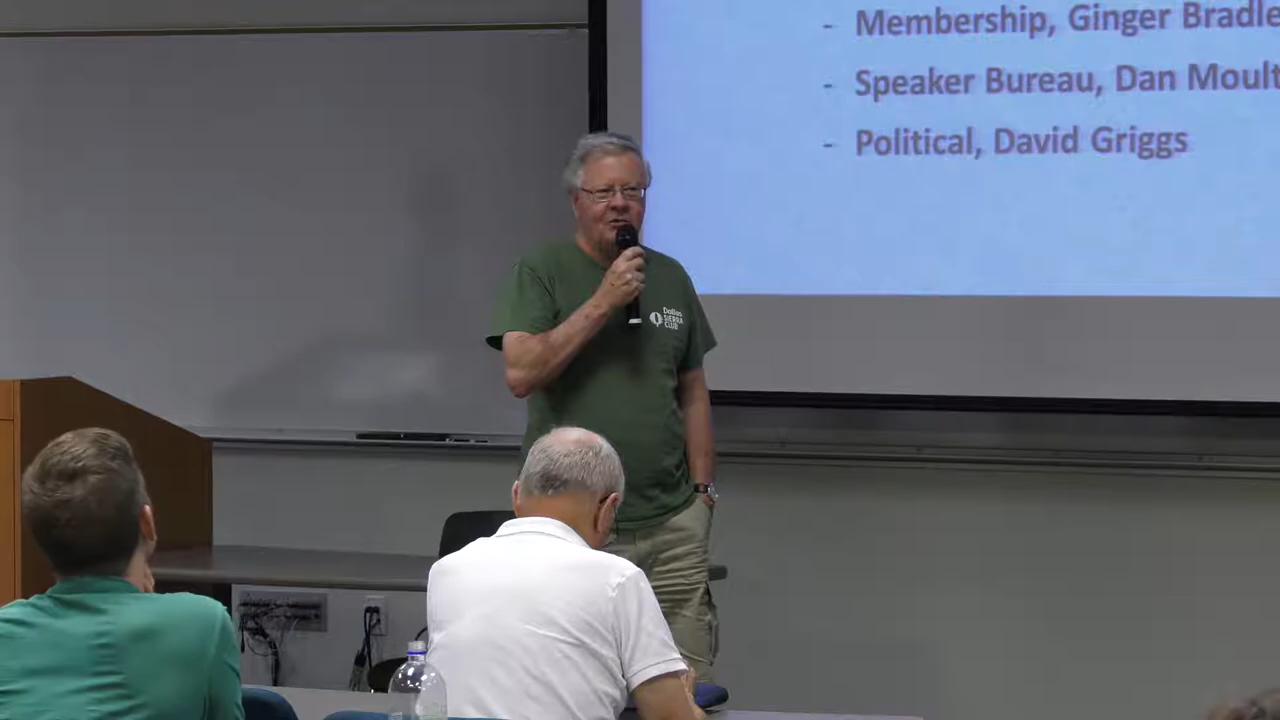 - Membership, Ginger Bradle
- Speaker Bureau, Dan Moult
- Political, David Griggs
Dallas
SIERRA
CLUB